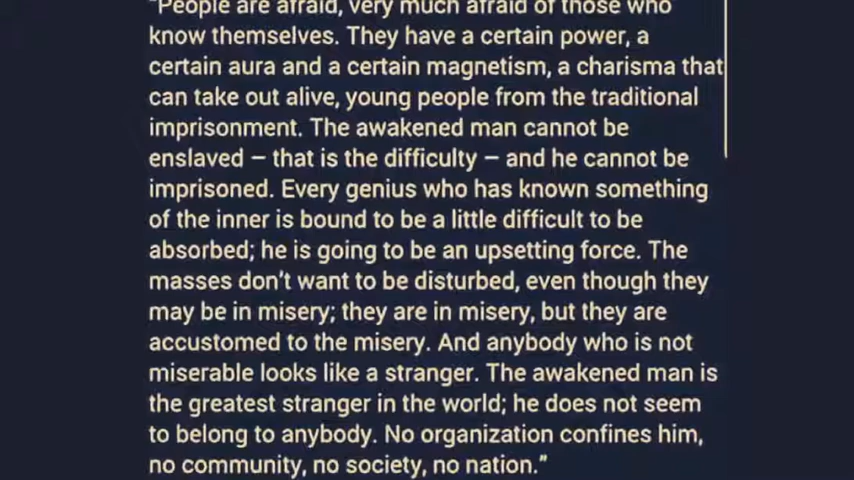 "People are afraid, very much afraid of those who
know themselves. They have a certain power, a
certain aura and a certain magnetism, a charisma that
can take out alive, young people from the traditional
imprisonment. The awakened man cannot be
enslaved – that is the difficulty – and he cannot be
imprisoned. Every genius who has known something
of the inner is bound to be a little difficult to be
absorbed; he is going to be an upsetting force. The
masses don't want to be disturbed, even though they
may be in misery; they are in misery, but they are
accustomed to the misery. And anybody who is not
miserable looks like a stranger. The awakened man is
the greatest stranger in the world; he does not seem
to belong to anybody. No organization confines him,
no community, no society, no nation."